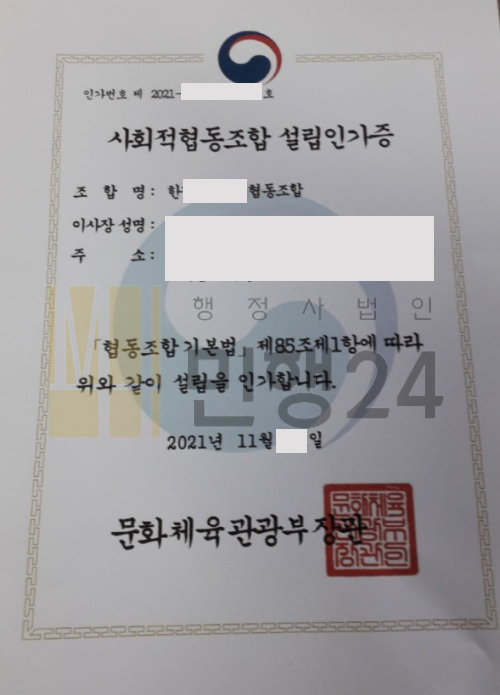 인가번호 제 2021- 호
사회적협동조합 설립인가증
조 합 명 : 한 협동조합
이사장 성명 :
주 소 :
행정사법인
민행24
「협동조합 기본법」 제85조제1항에 따라
위와 같이 설립을 인가합니다.
2021년 11월 일
문화체육관광부장관